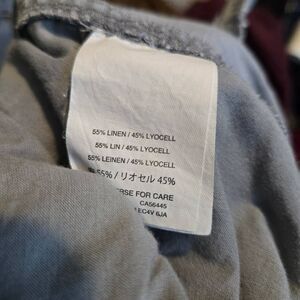 55% LINEN / 45% LYOCELL
55% LIN / 45% LYOCELL
55% LEINEN / 45% LYOCELL
55% / リオセル 45%
FOR CARE
CA56445
EC4V 6JA